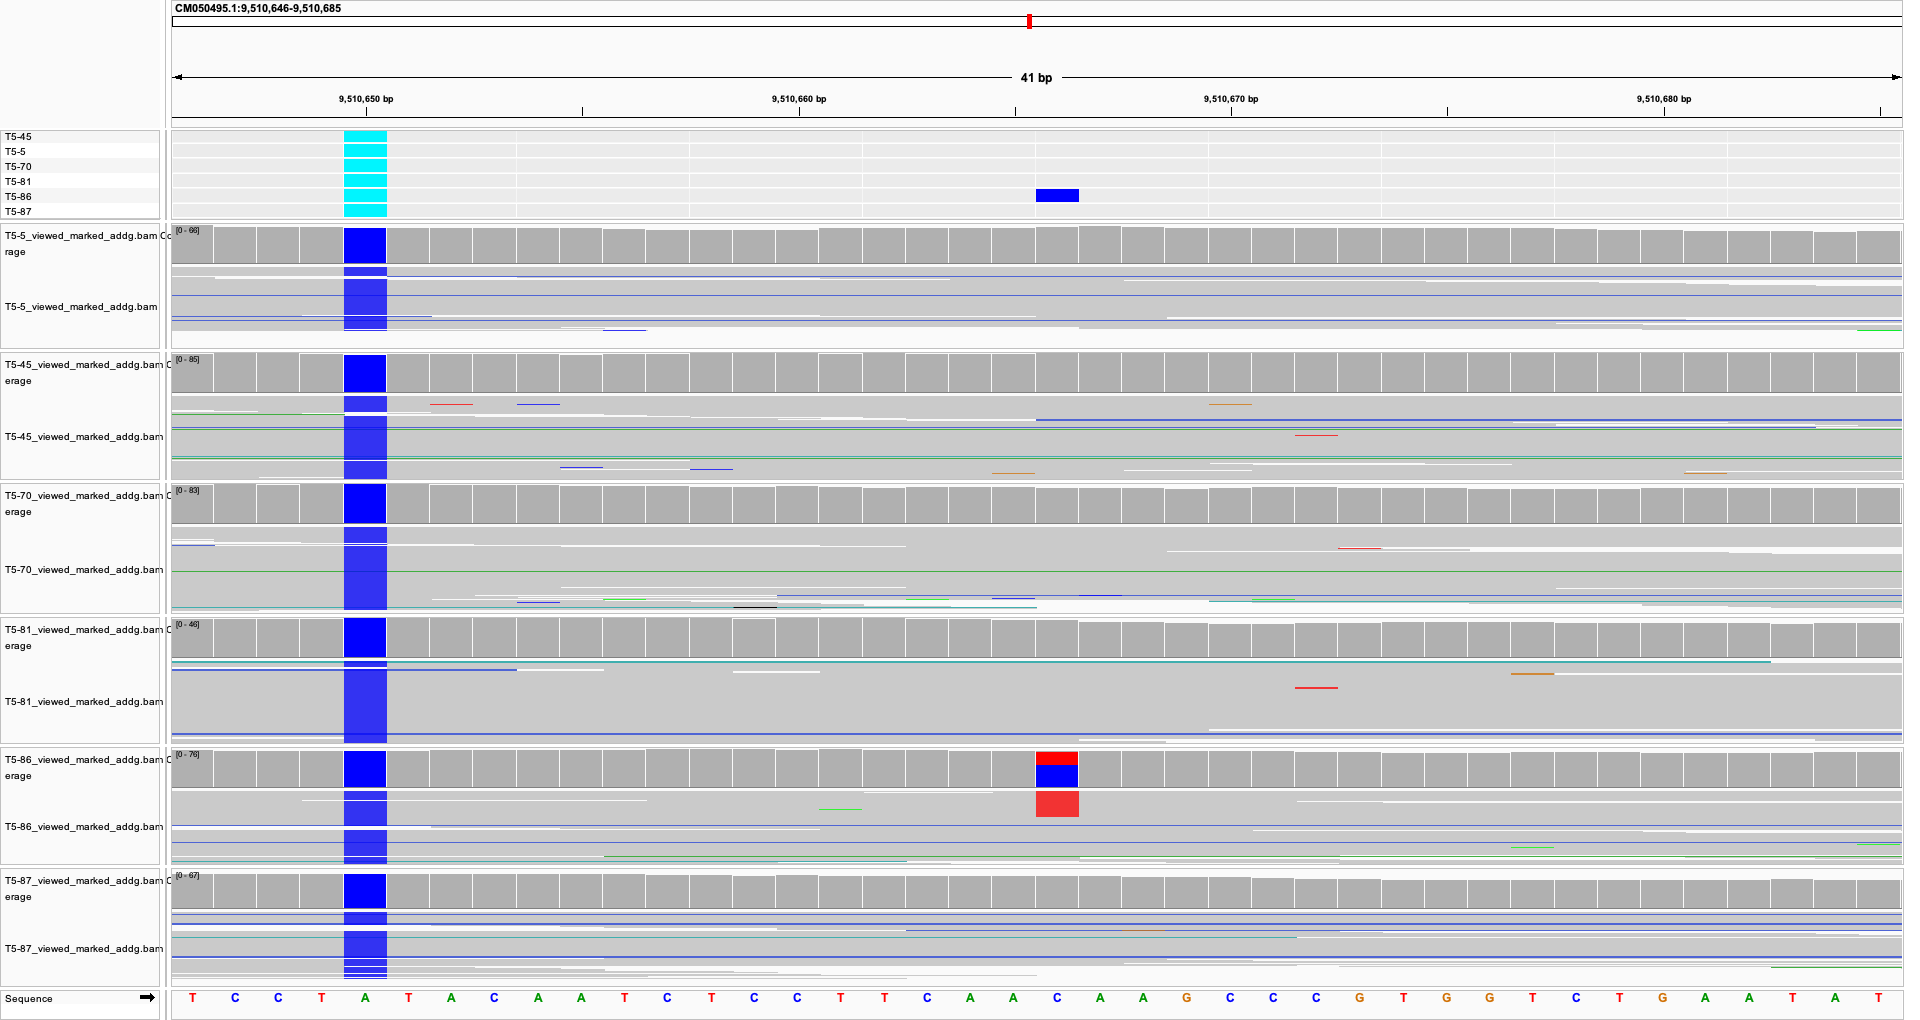 CM050495.1:9,510,646-9,510,685
41 bp
9,510,650 bp 9,510,660 bp 9,510,670 bp 9,510,680 bp
T5-45
T5-5
T5-70
T5-81
T5-86
T5-87
T5-5_viewed_marked_addg.bam Co
rage
[0 - 66]
T5-5_viewed_marked_addg.bam
T5-45_viewed_marked_addg.bam C
erage
[0 - 85]
T5-45_viewed_marked_addg.bam
T5-70_viewed_marked_addg.bam C
erage
[0 - 83]
T5-70_viewed_marked_addg.bam
T5-81_viewed_marked_addg.bam C
erage
[0 - 46]
T5-81_viewed_marked_addg.bam
T5-86_viewed_marked_addg.bam C
erage
[0 - 76]
T5-86_viewed_marked_addg.bam
T5-87_viewed_marked_addg.bam C
erage
[0 - 67]
T5-87_viewed_marked_addg.bam
Sequence T C C T A T A C A A T C T C C T T C A A C A A G C C C G T G G T C T G A A T A T